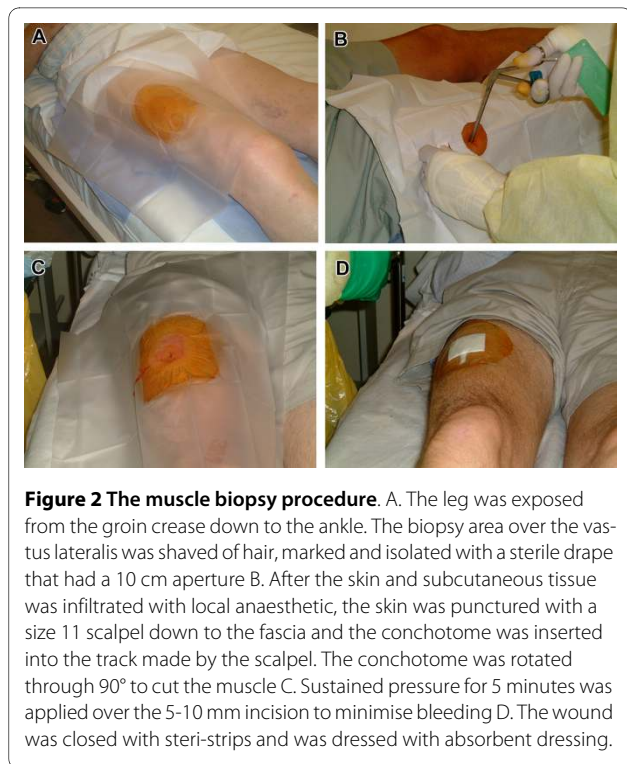 A
B
C
D
Figure 2 The muscle biopsy procedure. A. The leg was exposed
from the groin crease down to the ankle. The biopsy area over the vas-
tus lateralis was shaved of hair, marked and isolated with a sterile drape
that had a 10 cm aperture B. After the skin and subcutaneous tissue
was infiltrated with local anaesthetic, the skin was punctured with a
size 11 scalpel down to the fascia and the conchotome was inserted
into the track made by the scalpel. The conchotome was rotated
through 90° to cut the muscle C. Sustained pressure for 5 minutes was
applied over the 5-10 mm incision to minimise bleeding D. The wound
was closed with steri-strips and was dressed with absorbent dressing.